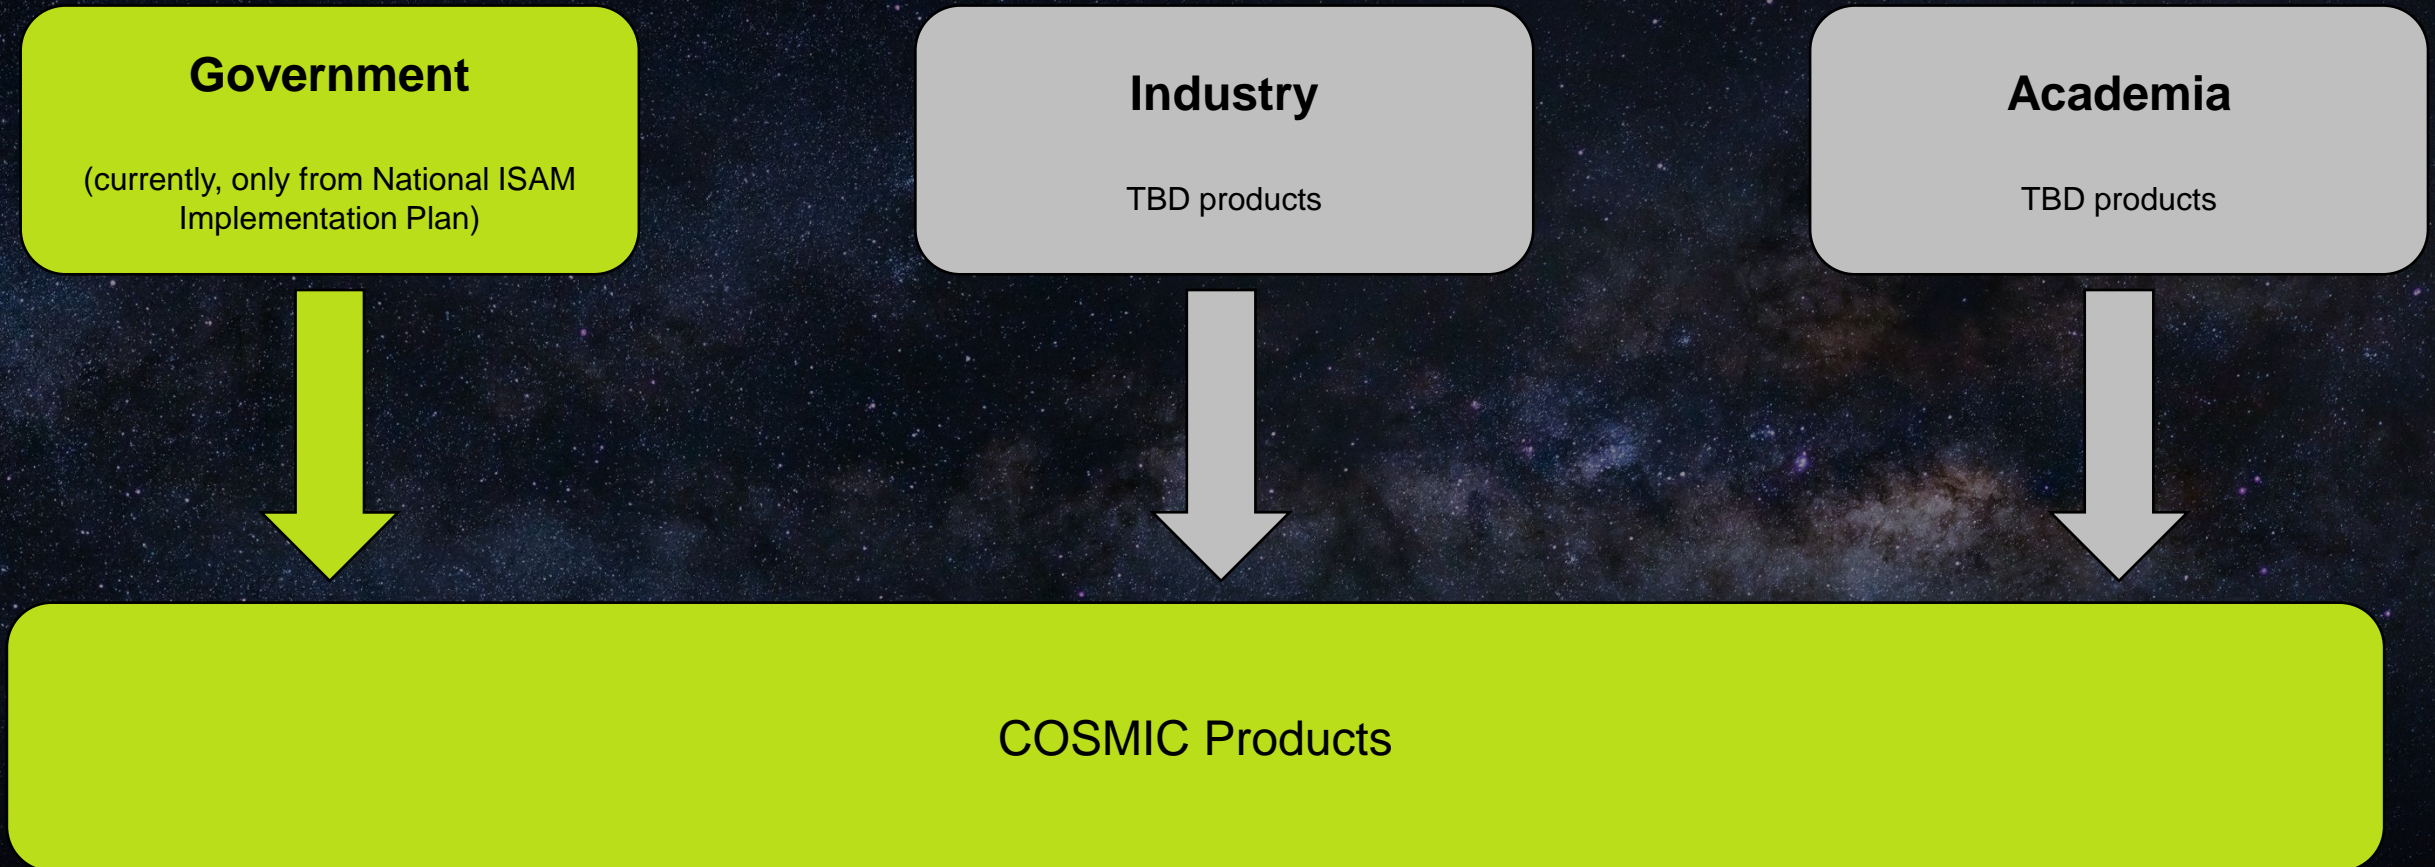 Government
(currently, only from National ISAM
Implementation Plan)
Industry
TBD products
Academia
TBD products
COSMIC Products